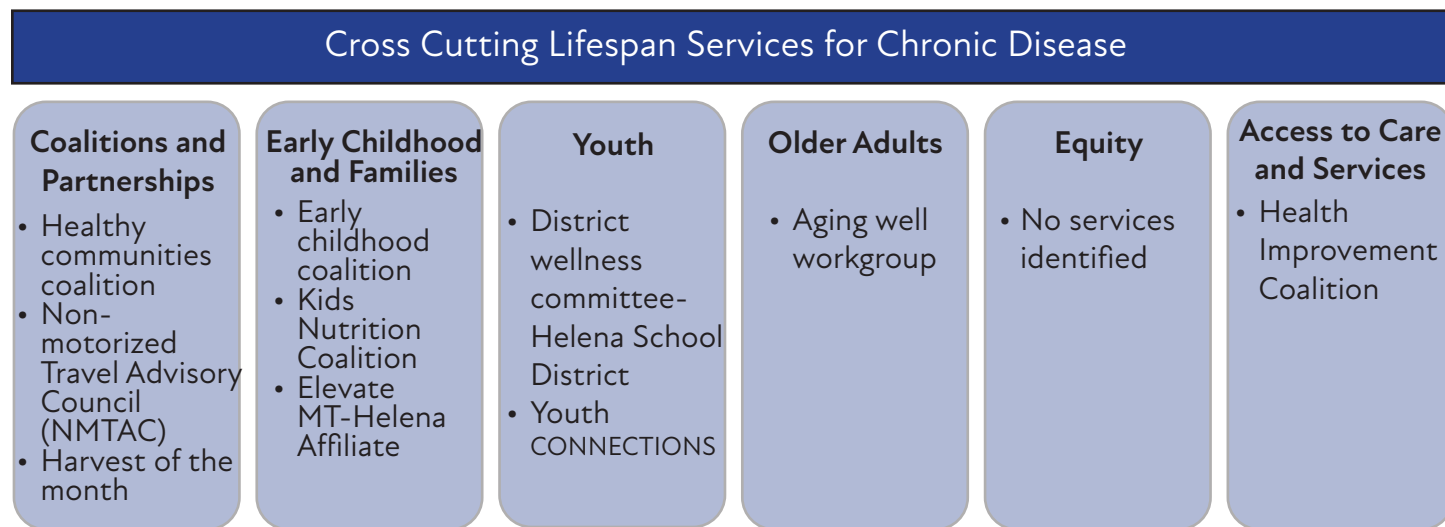 Cross Cutting Lifespan Services for Chronic Disease
Coalitions and
Partnerships
• Healthy
communities
coalition
• Non-
motorized
Travel Advisory
Council
(NMTAC)
• Harvest of the
month
Early Childhood
and Families
• Early
childhood
coalition
• Kids
Nutrition
Coalition
• Elevate
MT-Helena
Affiliate
Youth
• District
wellness
committee-
Helena School
District
• Youth
CONNECTIONS
Older Adults
• Aging well
workgroup
Equity
• No services
identified
Access to Care
and Services
• Health
Improvement
Coalition